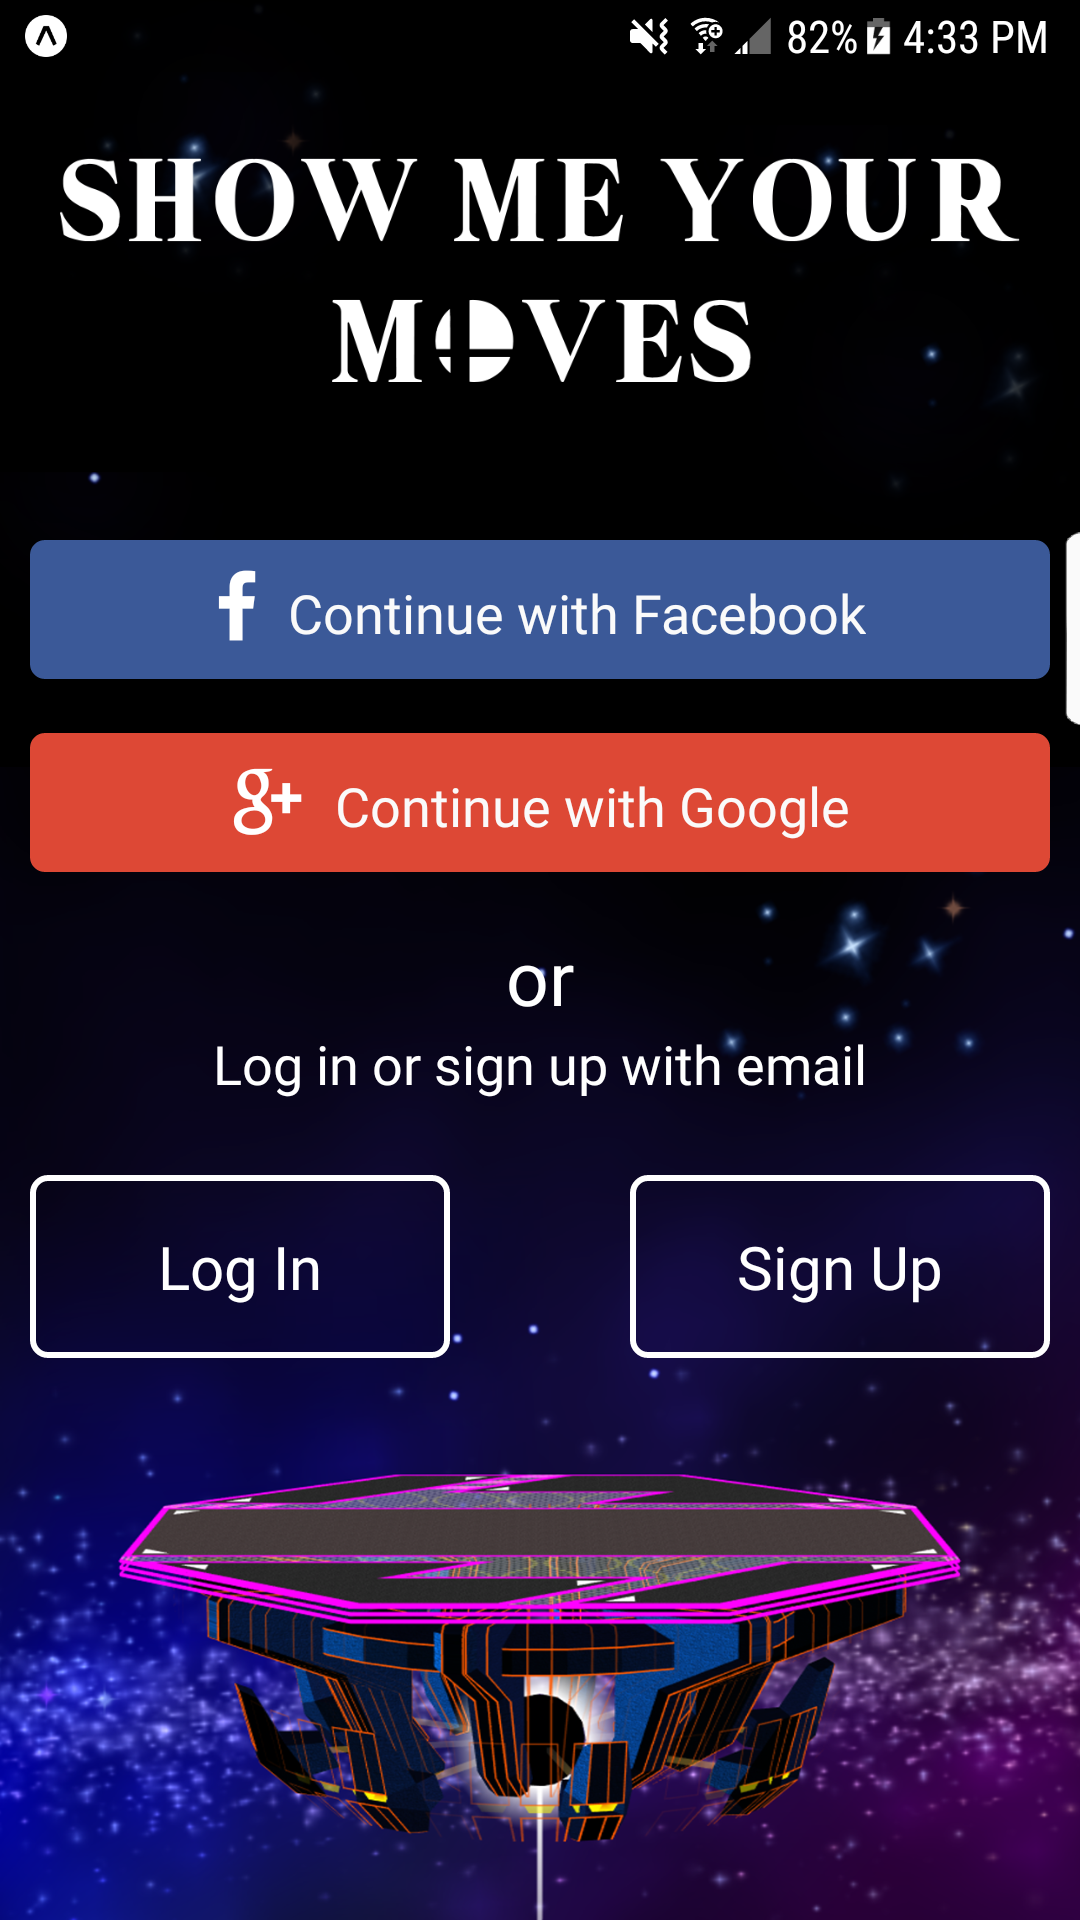 82% 4:33 PM
SHOW ME YOUR
MOVES
f Continue with Facebook
g+ Continue with Google
or
Log in or sign up with email
Log In
Sign Up